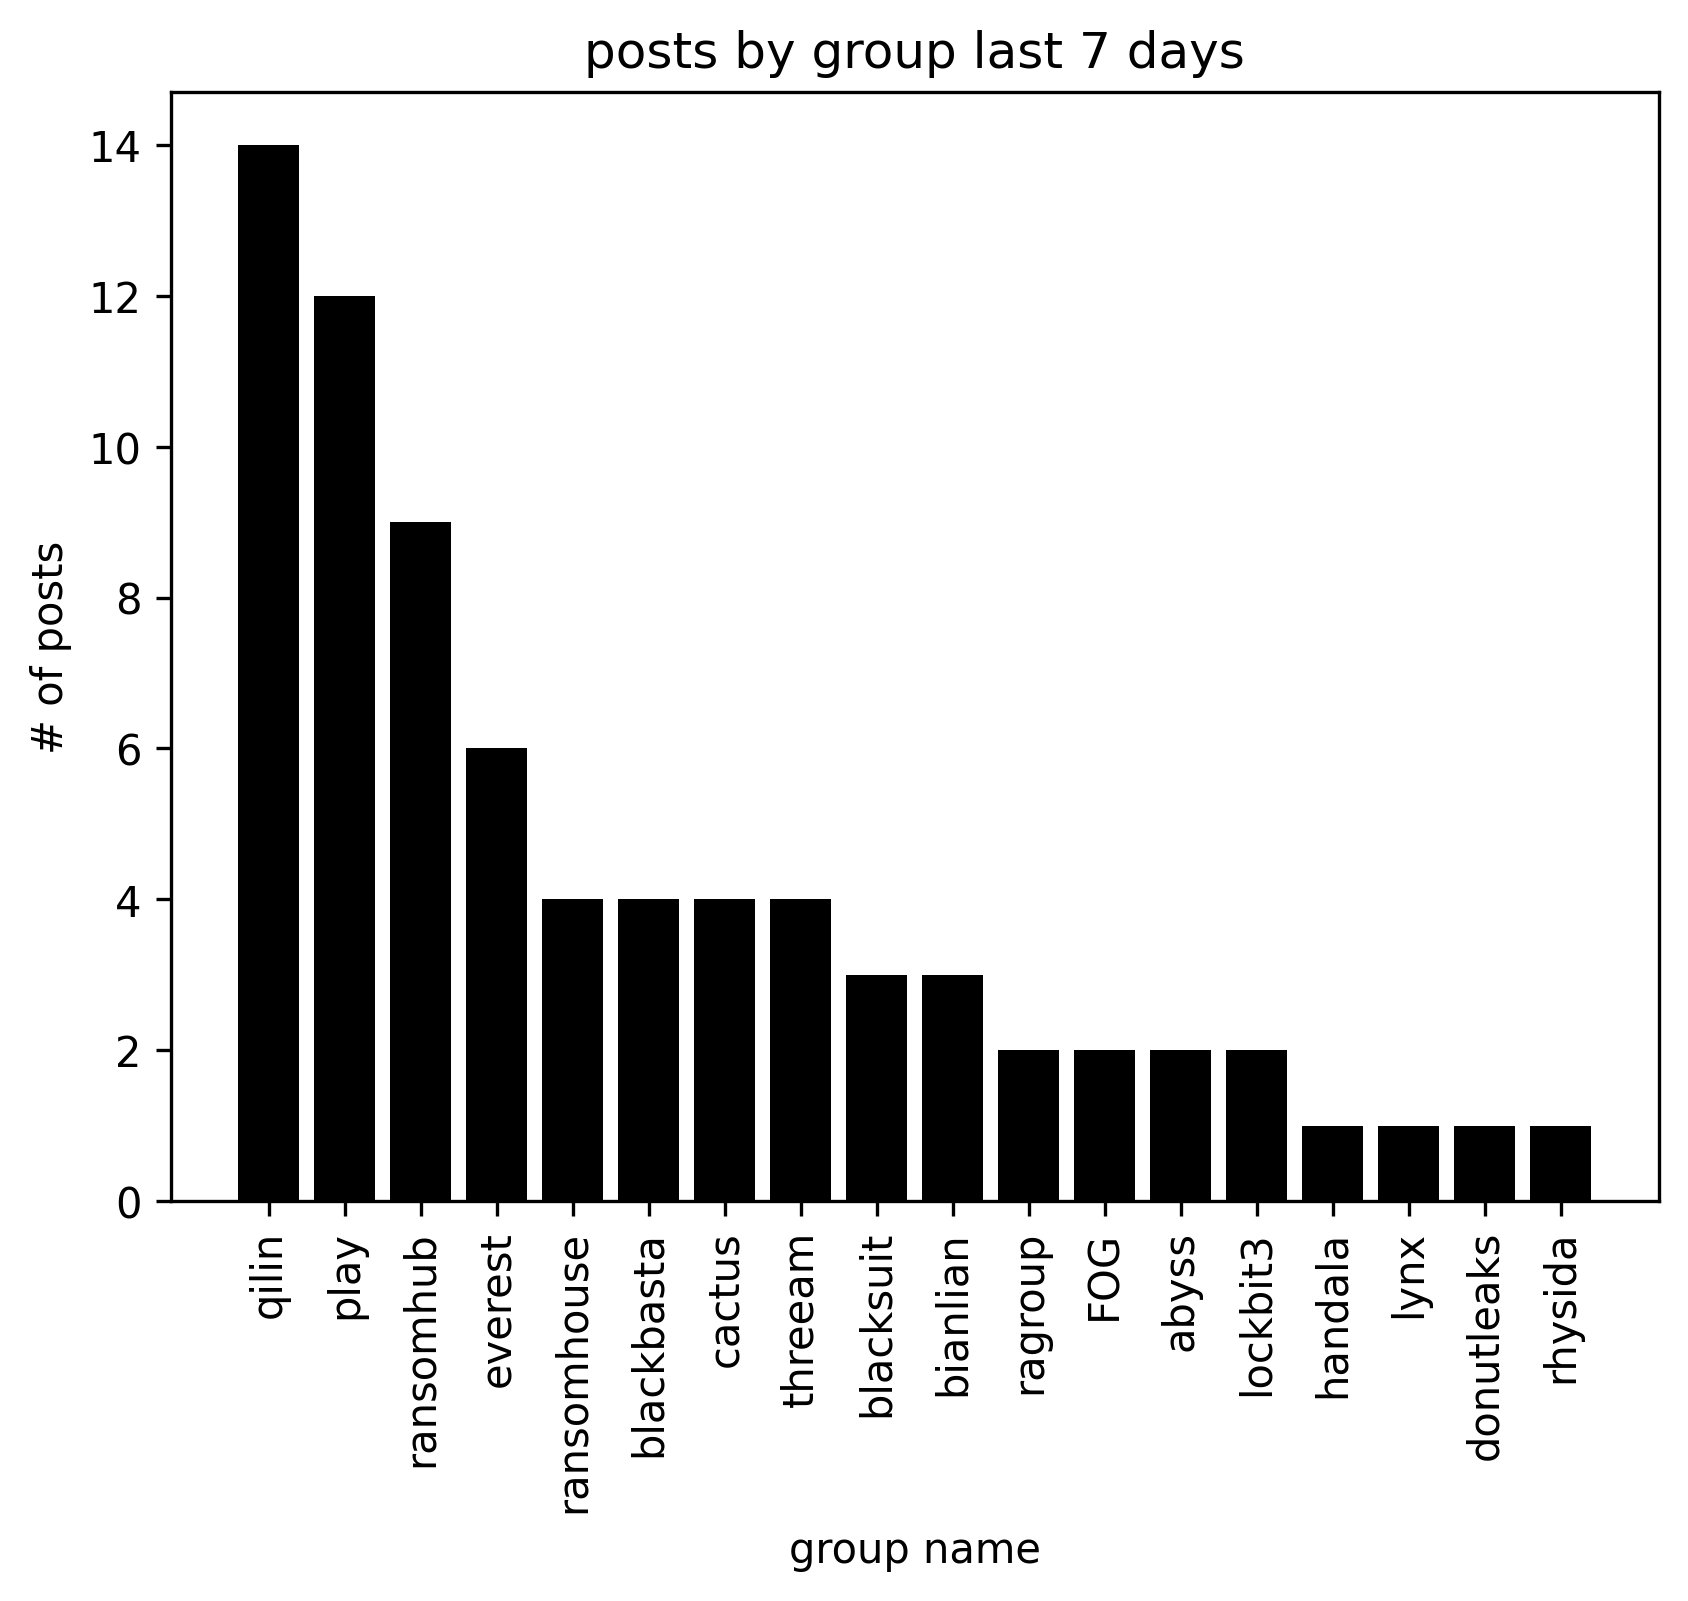 posts by group last 7 days
14
12
10
8
6
4
2
0
# of posts
qilin
play
ransomhub
everest
ransomhouse
blackbasta
cactus
threeam
blacksuit
bianlian
ragroup
FOG
abyss
lockbit3
handala
lynx
donutleaks
rhysida
group name